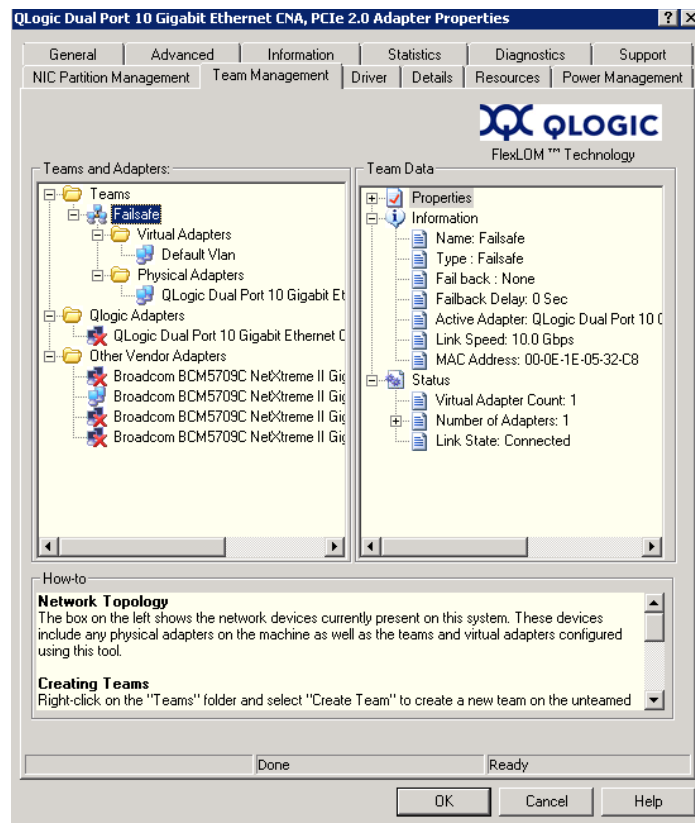 QLogic Dual Port 10 Gigabit Ethernet CNA, PCIe 2.0 Adapter Properties
General Advanced Information Statistics Diagnostics Support
NIC Partition Management Team Management Driver Details Resources Power Management
QLOGIC
FlexLOM ™ Technology
Teams and Adapters:
Teams
Failsafe
Virtual Adapters
Default Vlan
Physical Adapters
QLogic Dual Port 10 Gigabit Et
Qlogic Adapters
QLogic Dual Port 10 Gigabit Ethernet C
Other Vendor Adapters
Broadcom BCM5709C NetXtreme II Gig
Broadcom BCM5709C NetXtreme II Gig
Broadcom BCM5709C NetXtreme II Gig
Broadcom BCM5709C NetXtreme II Gig
Team Data
Properties
Information
Name: Failsafe
Type : Failsafe
Fail back : None
Failback Delay: 0 Sec
Active Adapter: QLogic Dual Port 10 G
Link Speed: 10.0 Gbps
MAC Address: 00-0E-1E-05-32-C8
Status
Virtual Adapter Count: 1
Number of Adapters: 1
Link State: Connected
How-to
Network Topology
The box on the left shows the network devices currently present on this system. These devices
include any physical adapters on the machine as well as the teams and virtual adapters configured
using this tool.
Creating Teams
Right-click on the "Teams" folder and select "Create Team" to create a new team on the unteamed
Done Ready
OK Cancel Help